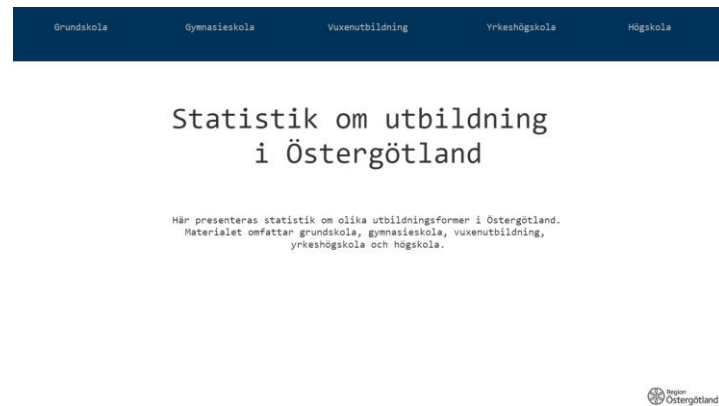 Grundskola
Gymnasieskola
Vuxenutbildning
Yrkeshögskola
Högskola
Statistik om utbildning
i Östergötland
Här presenteras statistik om olika utbildningsformer i Östergötland.
Materialet omfattar grundskola, gymnasieskola, vuxenutbildning,
yrkeshögskola och högskola.
Region
Östergötland